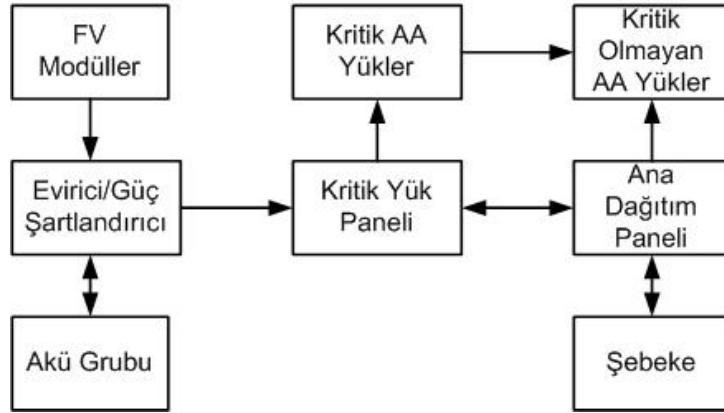 FV
Modüller
Kritik AA
Yükler
Kritik
Olmayan
AA Yükler
Evirici/Güç
Şartlandırıcı
Kritik Yük
Paneli
Ana
Dağıtım
Paneli
Akü Grubu
Şebeke